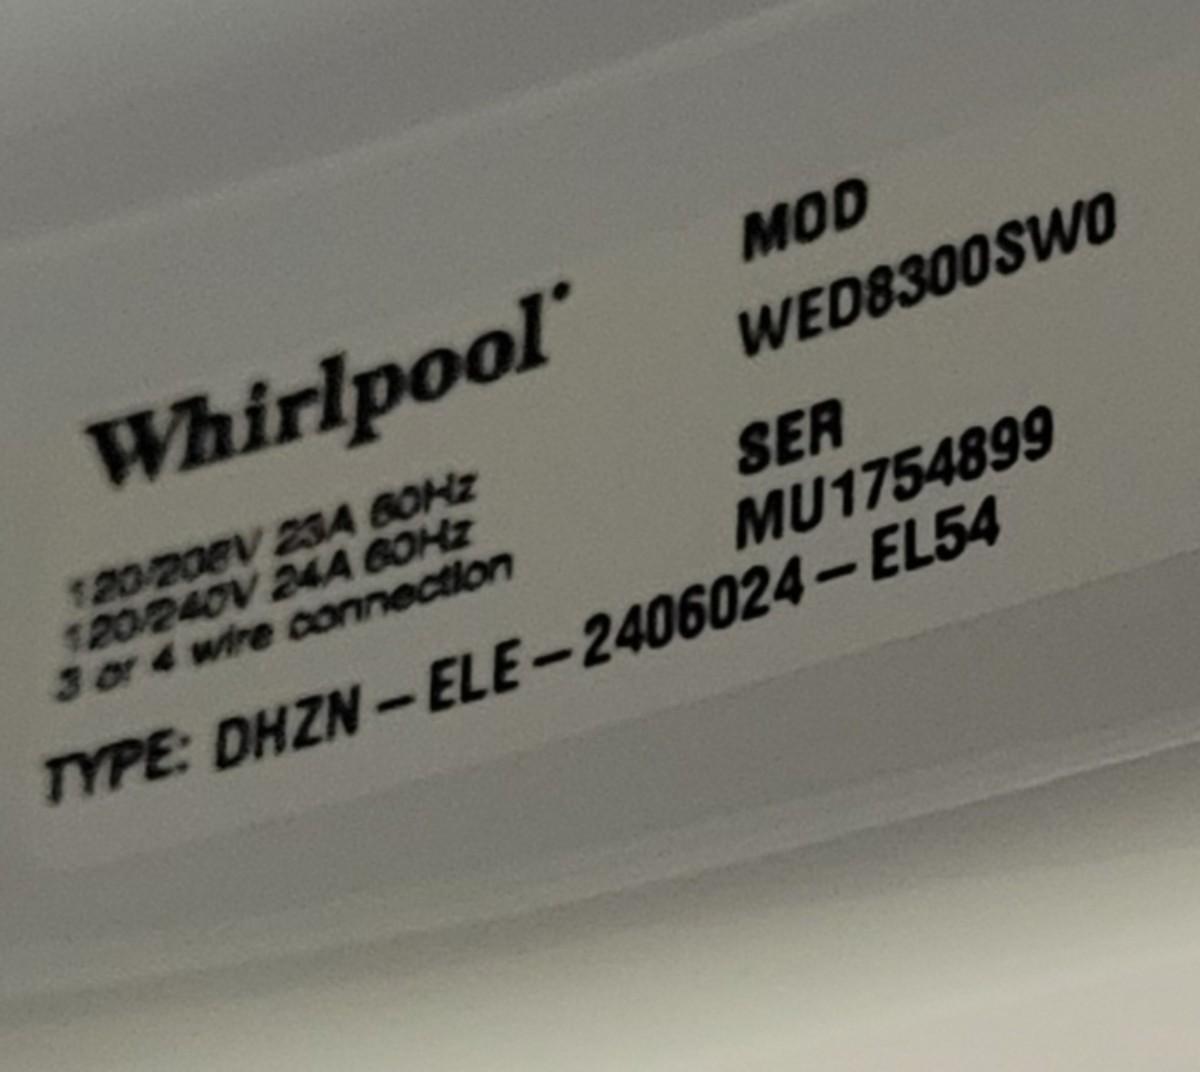 Whirlpool
120/208V 23A 60Hz
120/240V 24A 60Hz
3 or 4 wire connection
MOD
WED8300SW0
SER
MU1754899
TYPE: DHZN-ELE-2406024-EL54